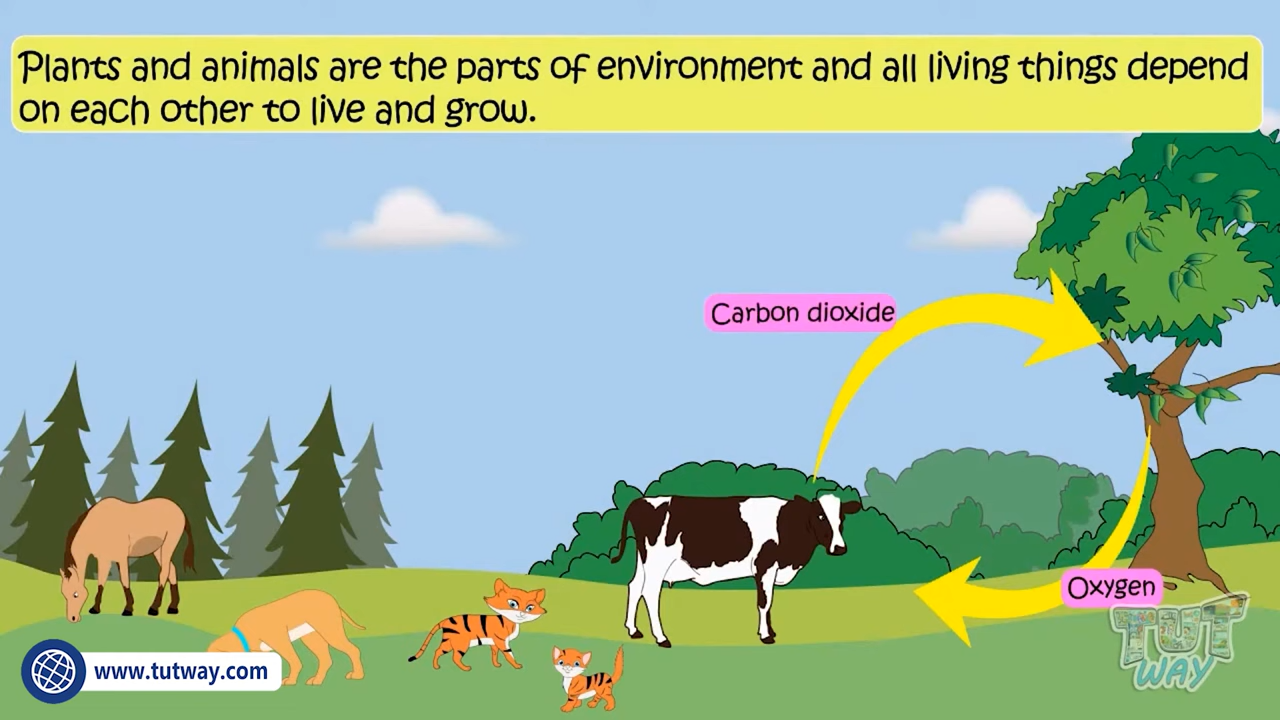 Plants and animals are the parts of environment and all living things depend
on each other to live and grow.
Carbon dioxide
Oxygen
www.tutway.com
TUT
WAY